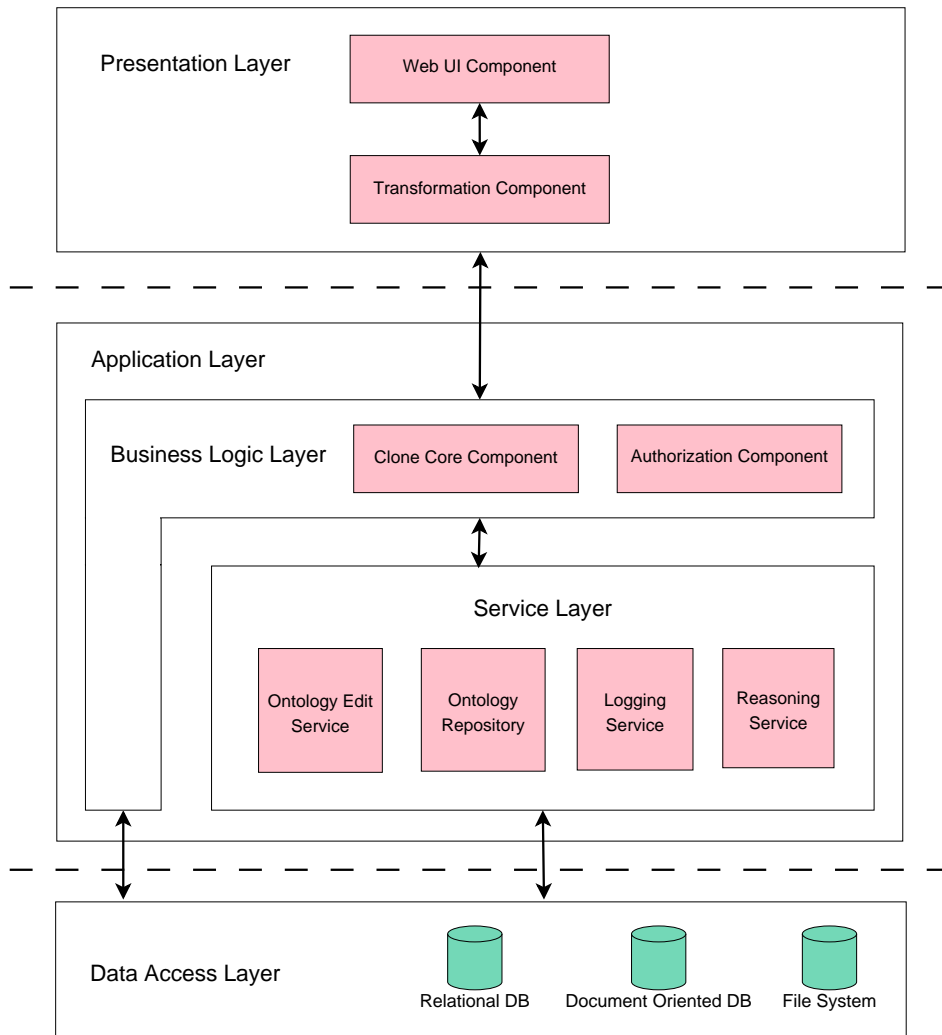 Presentation Layer
Web UI Component
Transformation Component
Application Layer
Business Logic Layer
Clone Core Component
Authorization Component
Service Layer
Ontology Edit
Service
Ontology
Repository
Logging
Service
Reasoning
Service
Data Access Layer
Relational DB
Document Oriented DB
File System